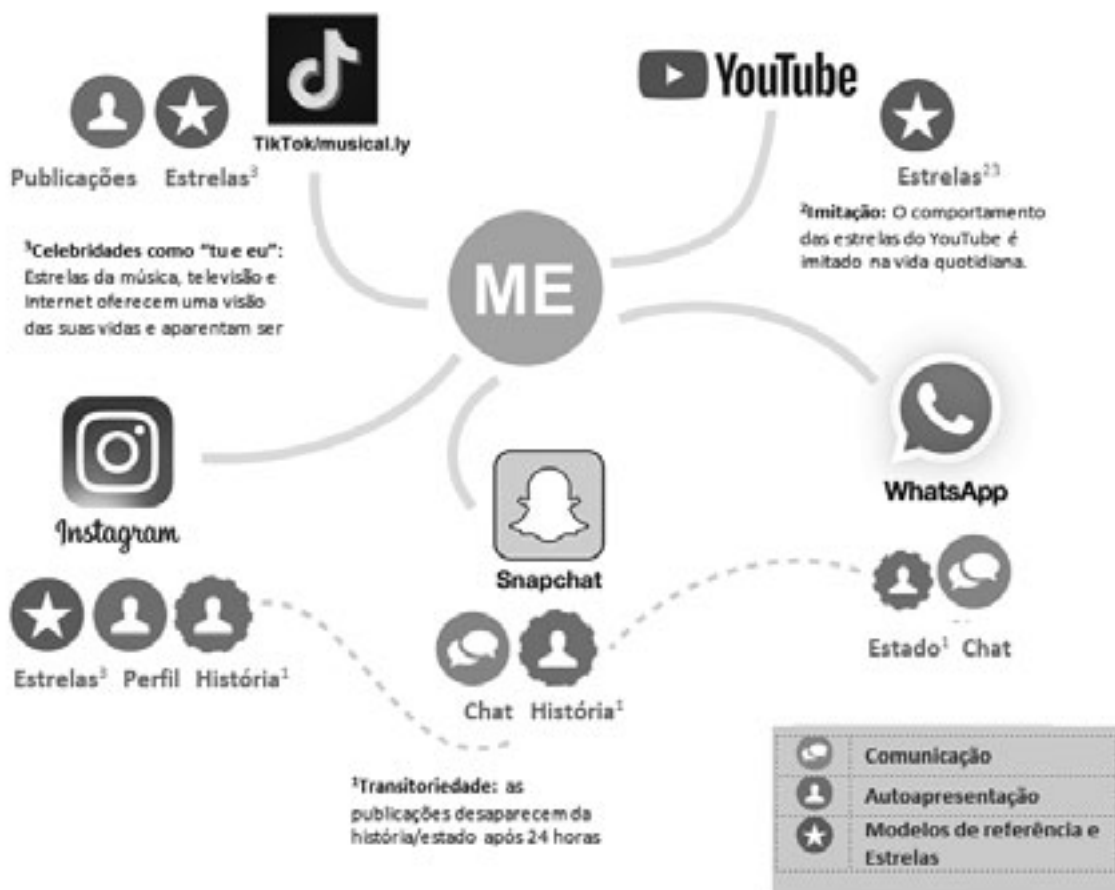 TikTok/musical.ly
Publicações Estrelas³
³Celebridades como "tu e eu":
Estrelas da música, televisão e
Internet oferecem uma visão
das suas vidas e aparentam ser
YouTube
Estrelas²³
²Imitação: O comportamento
das estrelas do YouTube é
imitado na vida quotidiana.
ME
Instagram
Estrelas³ Perfil História¹
Snapchat
Chat História¹
WhatsApp
Estado¹ Chat
¹Transitoriedade: as
publicações desaparecem da
história/estado após 24 horas
Comunicação
Autoapresentação
Modelos de referência e
Estrelas